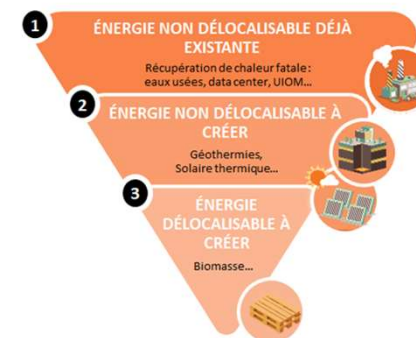 1
ÉNERGIE NON DÉLOCALISABLE DÉJÀ
EXISTANTE
Récupération de chaleur fatale :
eaux usées, data center, UIOM...
2
ÉNERGIE NON DÉLOCALISABLE À
CRÉER
Géothermies,
Solaire thermique...
3
ÉNERGIE
DÉLOCALISABLE À
CRÉER
Biomasse...